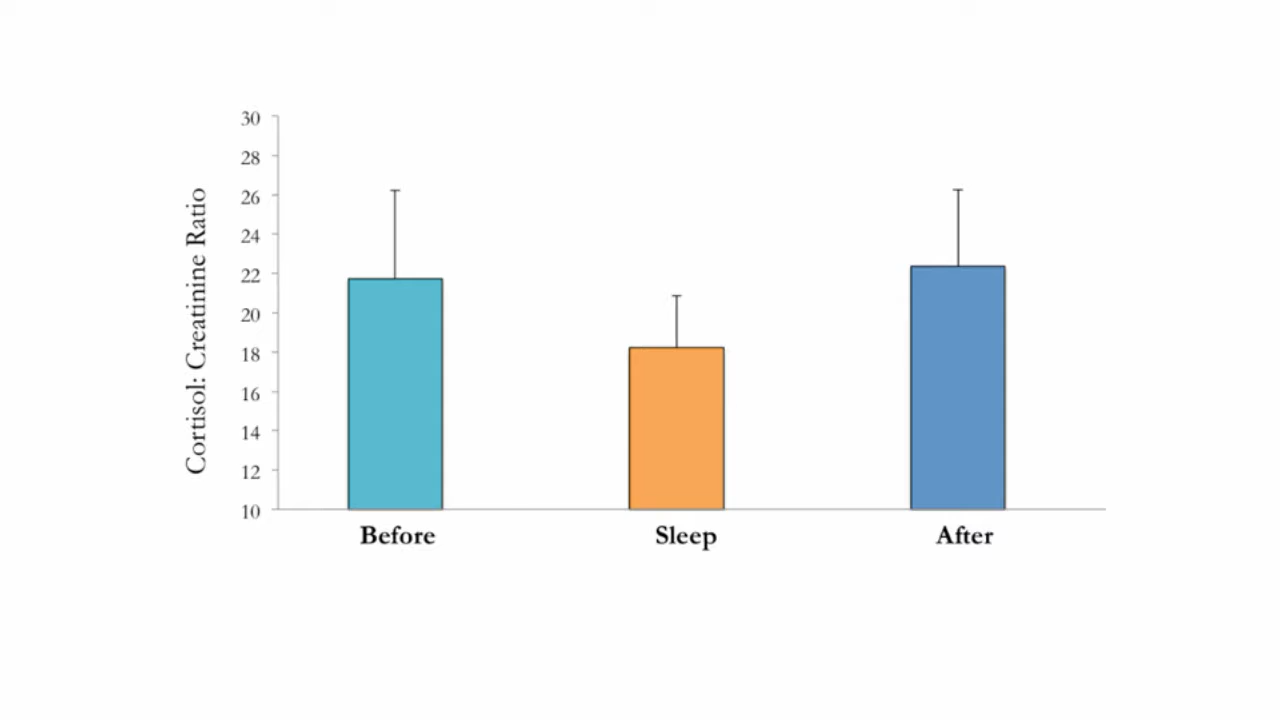 30
28
26
24
22
20
18
16
14
12
10
Cortisol: Creatinine Ratio
Before
Sleep
After